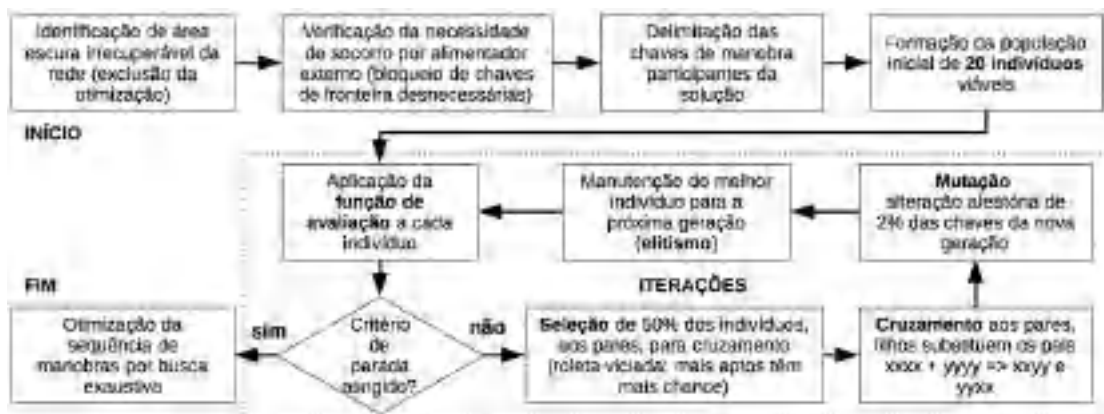 Identificação de área
escura irrecuperável da
rede (exclusão da
otimização)
Verificação da necessidade
de socorro por alimentador
externo (bloqueio de chaves
de fronteira desnecessárias)
Delimitação das
chaves de manobra
participantes da
solução
Formação da população
inicial de 20 indivíduos
viáveis
INÍCIO
Aplicação da
função de
avaliação a cada
indivíduo
Manutenção do melhor
indivíduo para a
próxima geração
(elitismo)
Mutação
alteração aleatória de
2% das chaves da nova
geração
FIM
ITERAÇÕES
Otimização da
sequência de
manobras por busca
exaustiva
sim
Critério
de
parada
atingido?
não
Seleção de 50% dos indivíduos,
aos pares, para cruzamento
(roleta-viciada: mais aptos têm
mais chance)
Cruzamento aos pares,
filhos substituem os pais
xxxx + yyyy => xxyy e
yyxx